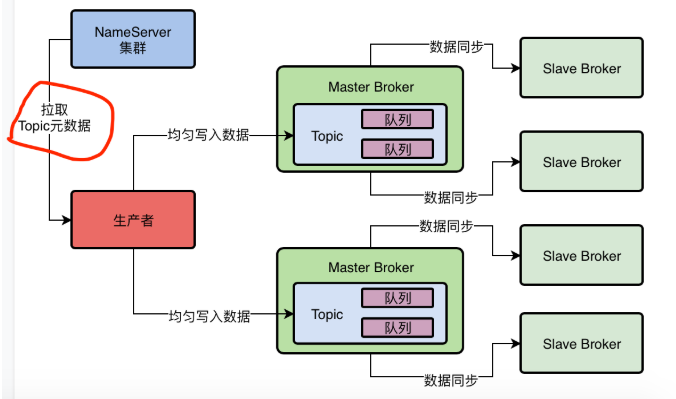 NameServer
集群
数据同步
Slave Broker
Master Broker
拉取
Topic元数据
Topic
队列
队列
均匀写入数据
Slave Broker
数据同步
生产者
数据同步
Slave Broker
Master Broker
Topic
队列
队列
均匀写入数据
Slave Broker
数据同步